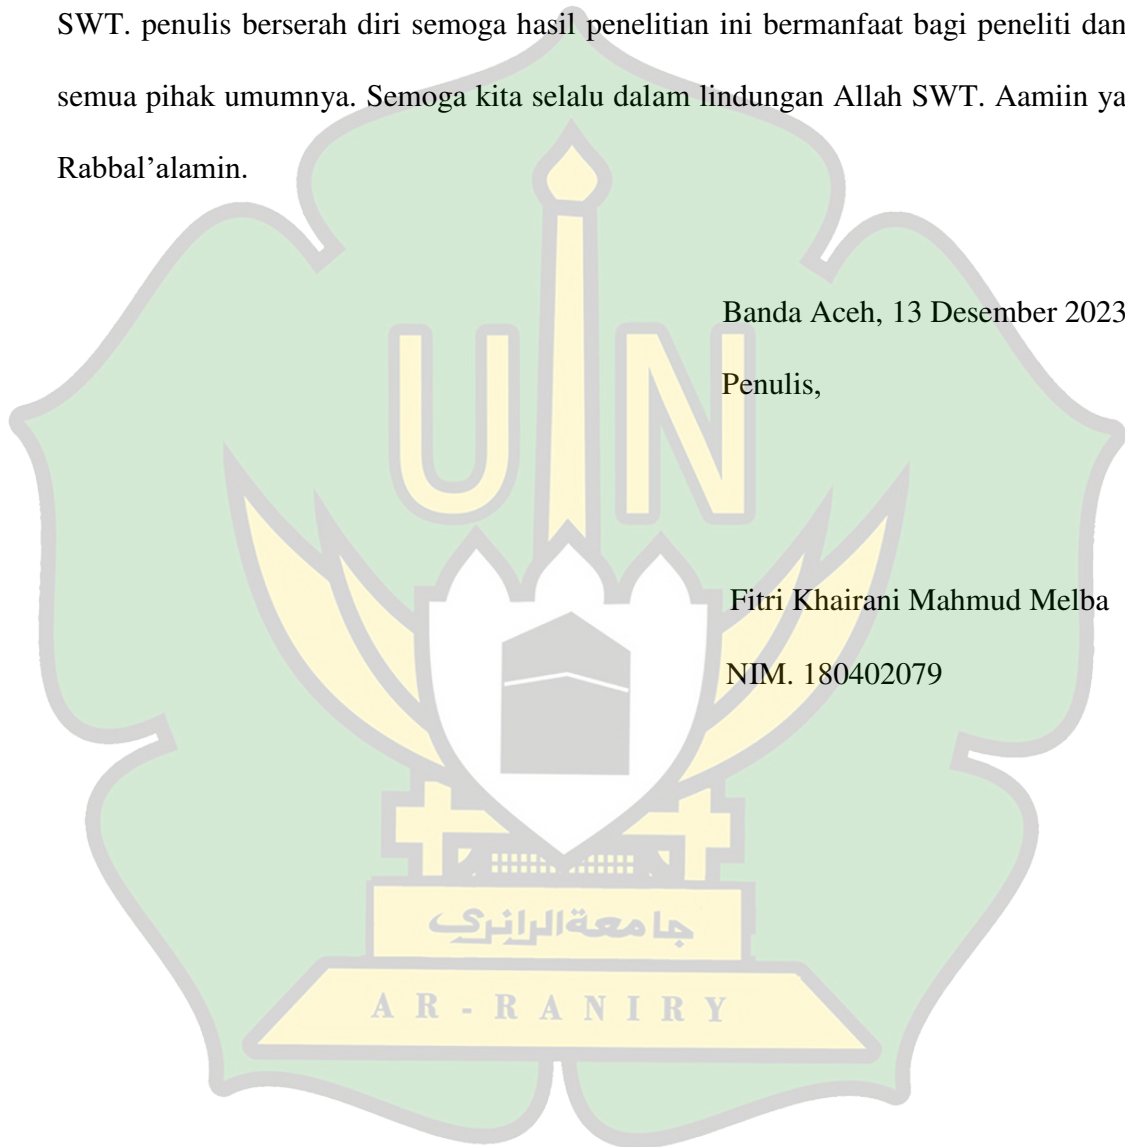 SWT. penulis berserah diri semoga hasil penelitian ini bermanfaat bagi peneliti dan
semua pihak umumnya. Semoga kita selalu dalam lindungan Allah SWT. Aamiin ya
Rabbal’alamin.
Banda Aceh, 13 Desember 2023
Penulis,
UIN
Fitri Khairani Mahmud Melba
NIM. 180402079
جامعة الرانري
AR-RANIRY